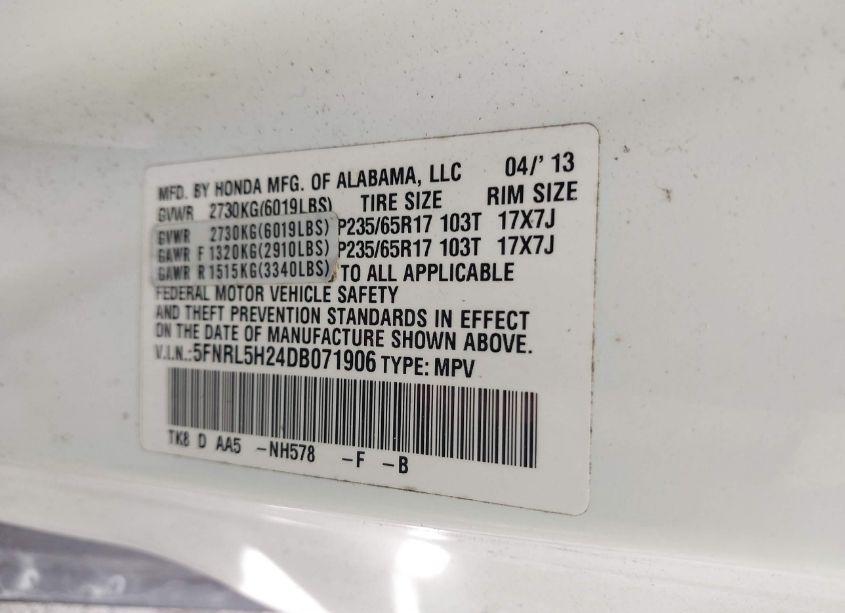 MFD. BY HONDA MFG. OF ALABAMA, LLC 04/' 13
GVWR 2730KG(6019LBS) TIRE SIZE RIM SIZE
GVWR 2730KG(6019LBS) P235/65R17 103T 17X7J
GAWR F 1320KG(2910LBS) P235/65R17 103T 17X7J
GAWR R 1515KG(3340LBS) TO ALL APPLICABLE
FEDERAL MOTOR VEHICLE SAFETY
AND THEFT PREVENTION STANDARDS IN EFFECT
ON THE DATE OF MANUFACTURE SHOWN ABOVE.
V.I.N.:5FNRL5H24DB071906 TYPE: MPV
TK8 D AA5 -NH578 -F -B